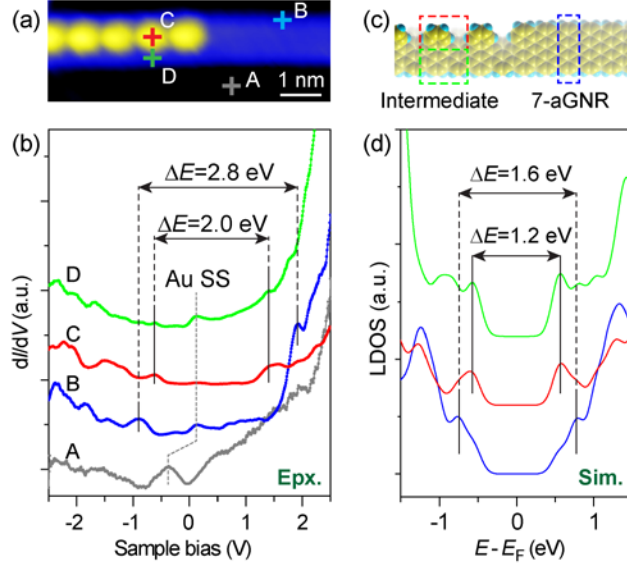 (a)
C
B
D
A
1 nm
(c)
Intermediate
7-aGNR
(b)
ΔE=2.8 eV
ΔE=2.0 eV
Au SS
D
C
B
A
Epx.
dI/dV (a.u.)
-2
-1
0
1
2
Sample bias (V)
(d)
ΔE=1.6 eV
ΔE=1.2 eV
LDOS (a.u.)
Sim.
-1
0
1
E - EF (eV)